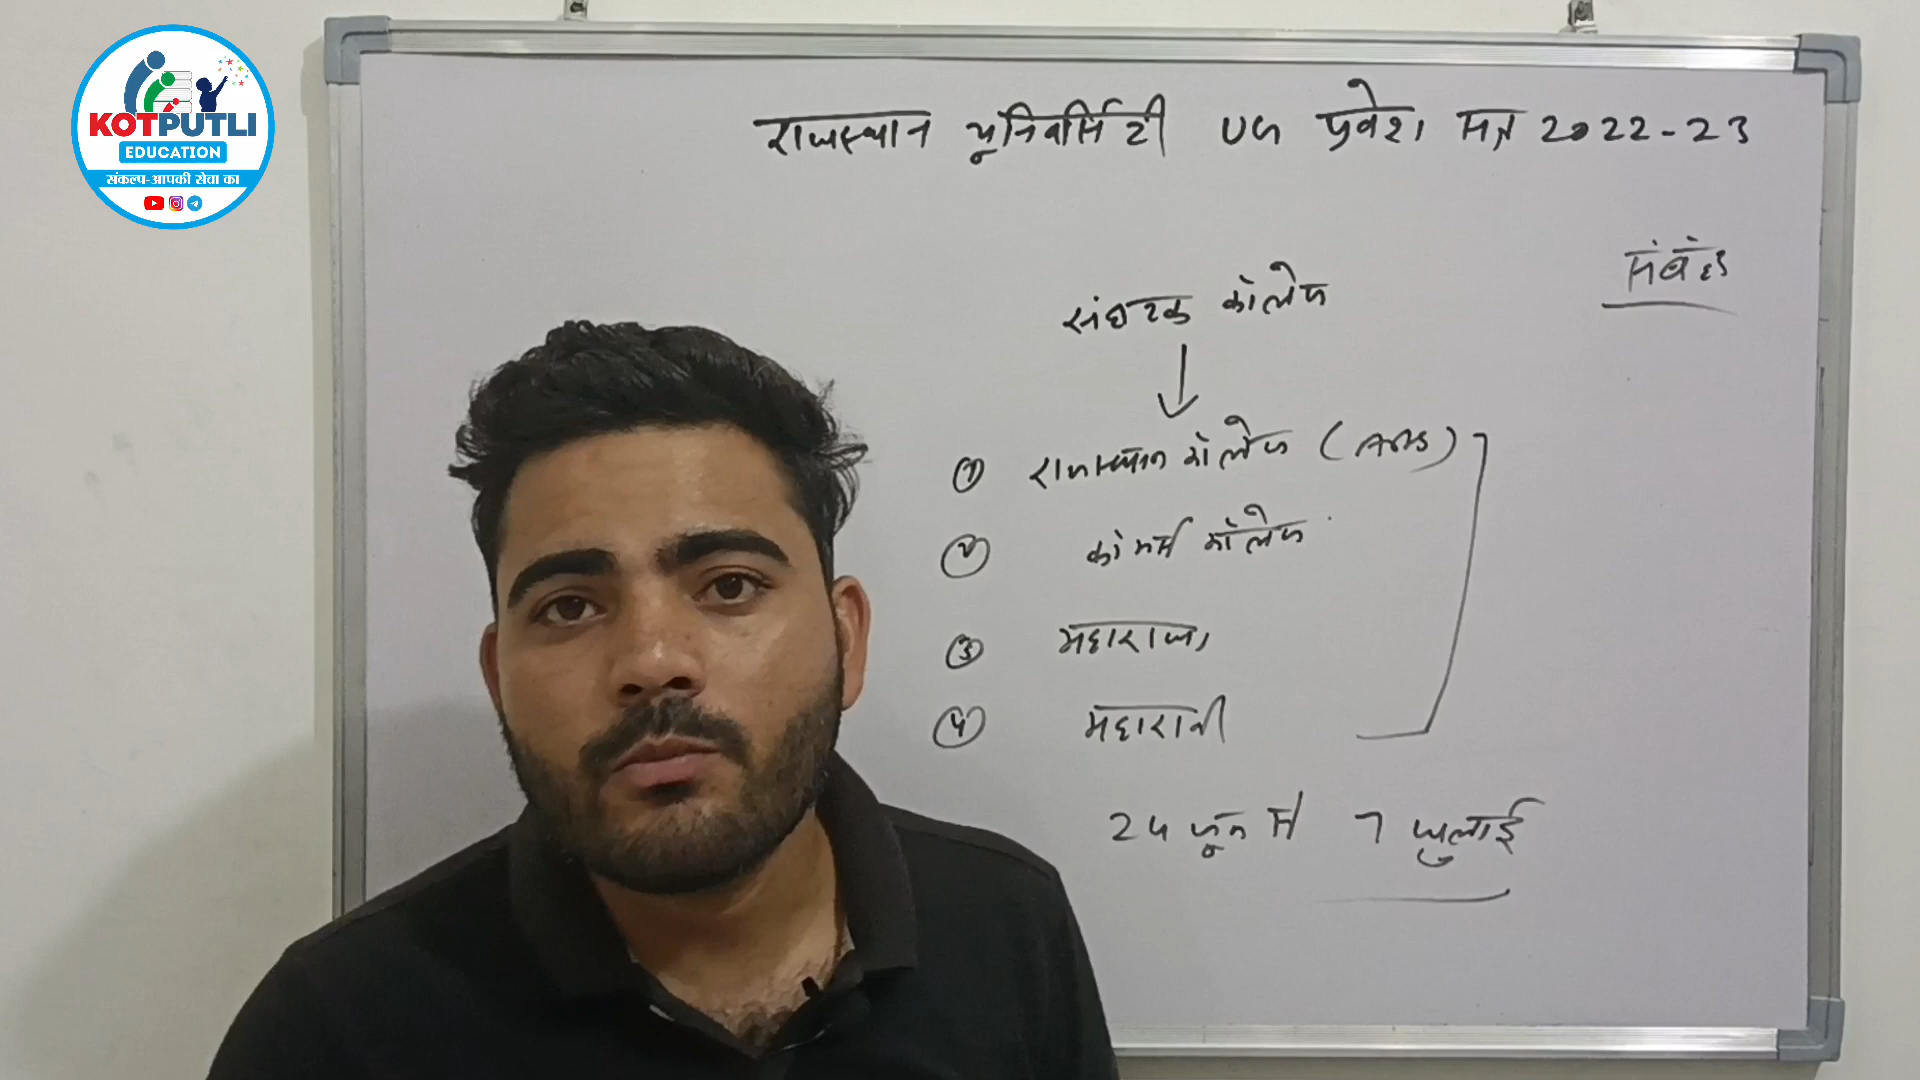 KOTPUTLI
EDUCATION
संकल्प-आपकी सेवा का
राजस्थान यूनिवर्सिटी UG प्रवेश सत्र 2022-23
संबंध
संघटक कॉलेज
① राजस्थान कॉलेज (Arts)
② कॉमर्स कॉलेज
③ महाराजा
④ महारानी
24 जून से 7 जुलाई